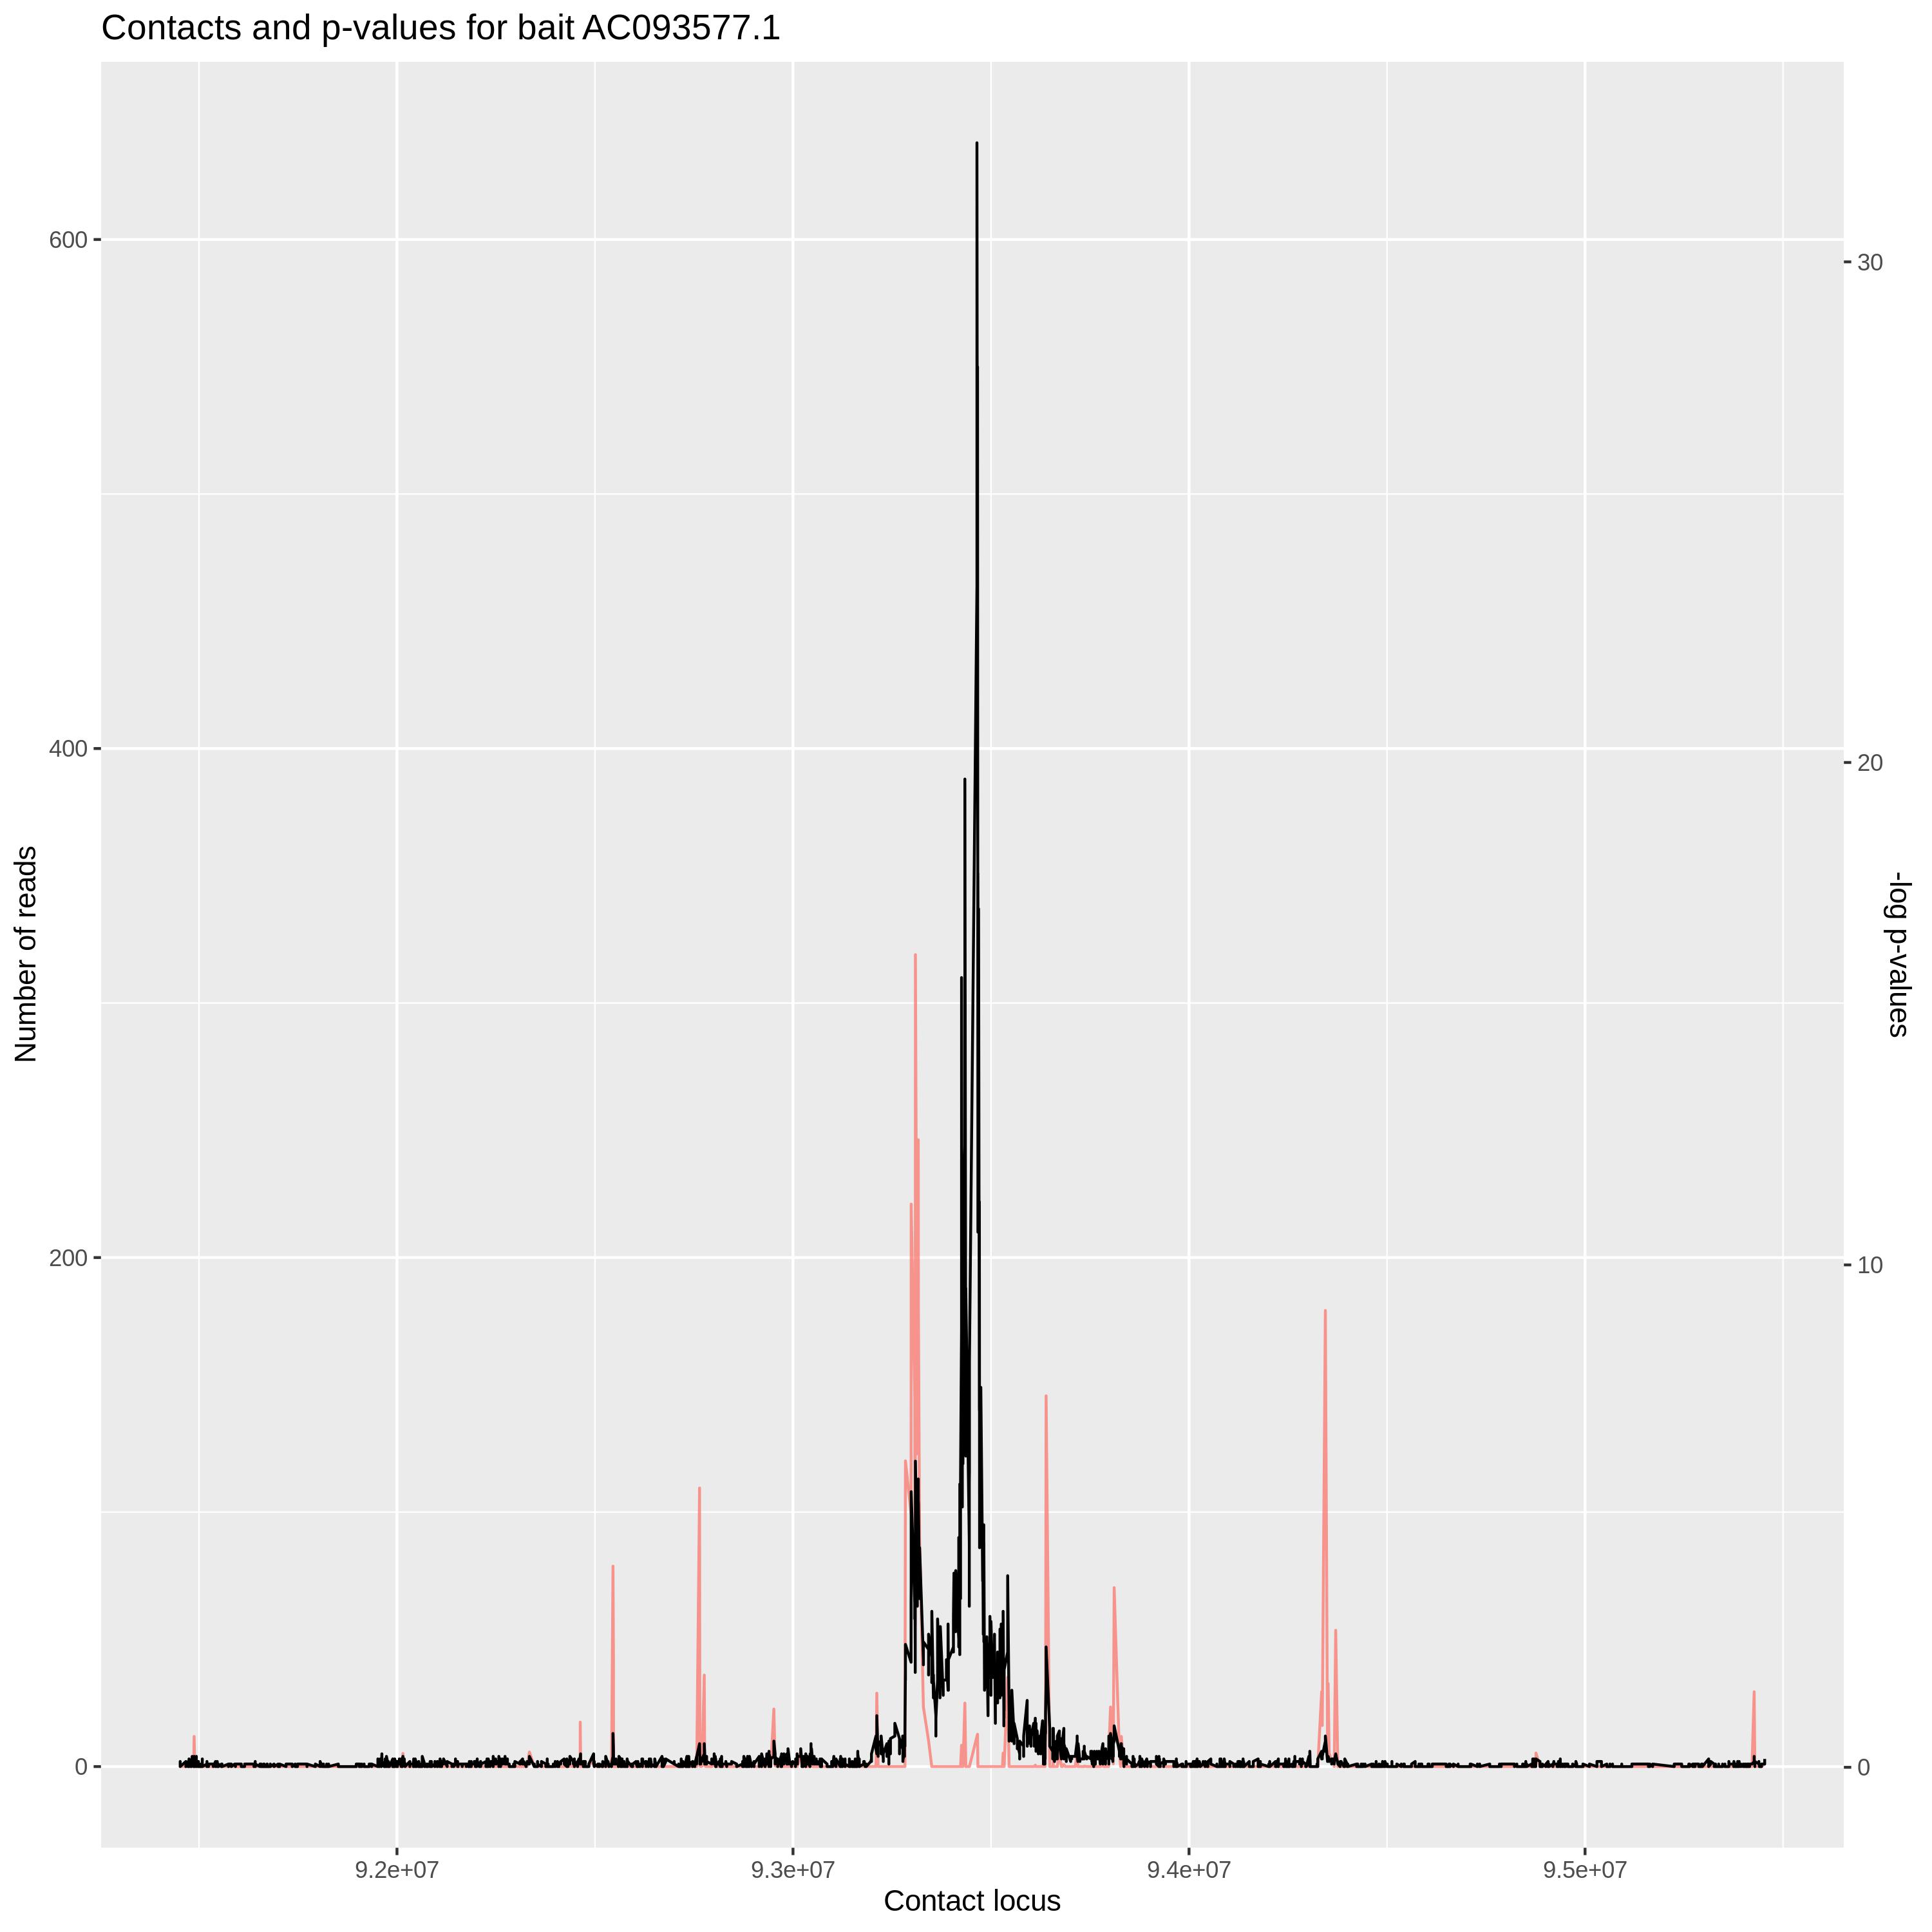 Contacts and p-values for bait AC093577.1
600
400
200
0
Number of reads
30
20
10
0
-log p-values
9.2e+07
9.3e+07
9.4e+07
9.5e+07
Contact locus